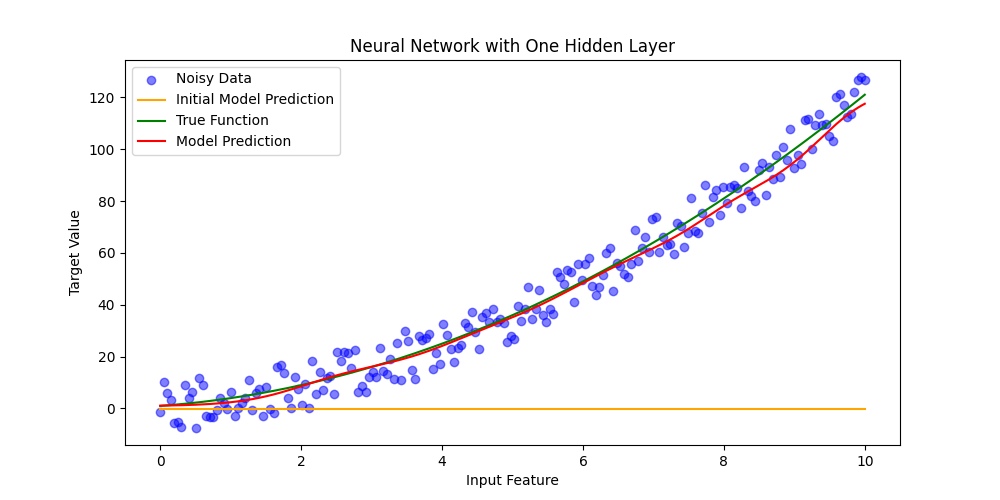 Neural Network with One Hidden Layer
Noisy Data
Initial Model Prediction
True Function
Model Prediction
Target Value
120
100
80
60
40
20
0
0 2 4 6 8 10
Input Feature